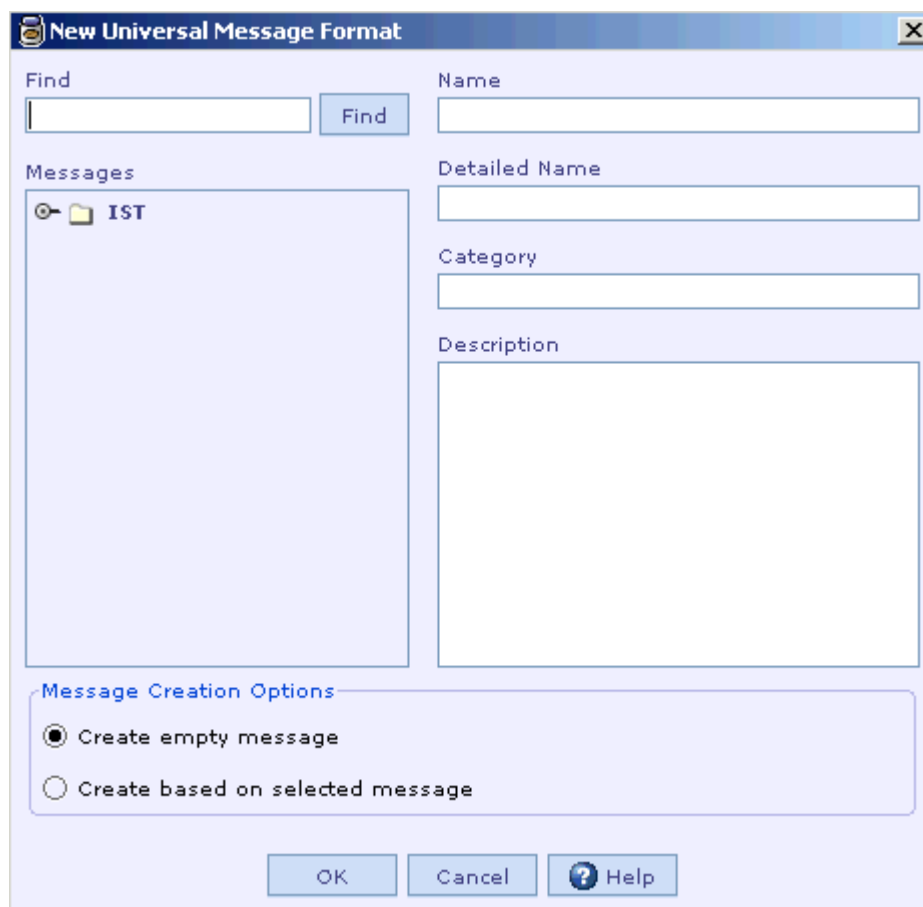 New Universal Message Format
Find
Find
Messages
IST
Name
Detailed Name
Category
Description
Message Creation Options
Create empty message
Create based on selected message
OK
Cancel
Help